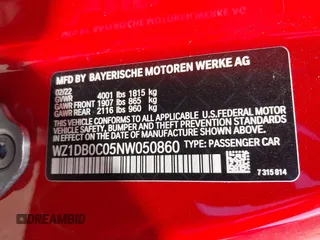 MFD BY BAYERISCHE MOTOREN WERKE AG
02/22
GVWR 4001 lbs 1815 kg
GAWR FRONT 1907 lbs 865 kg
GAWR REAR 2116 lbs 960 kg
THIS VEHICLE CONFORMS TO ALL APPLICABLE
U.S.FEDERAL MOTOR VEHICLE SAFETY, BUMPER,
AND THEFT PREVENTION STANDARDS IN EFFECT
ON THE DATE OF MANUFACTURE SHOWN ABOVE.
WZ1DB0C05NW050860 TYPE: PASSENGER CAR
7 315 814
DREAMBID